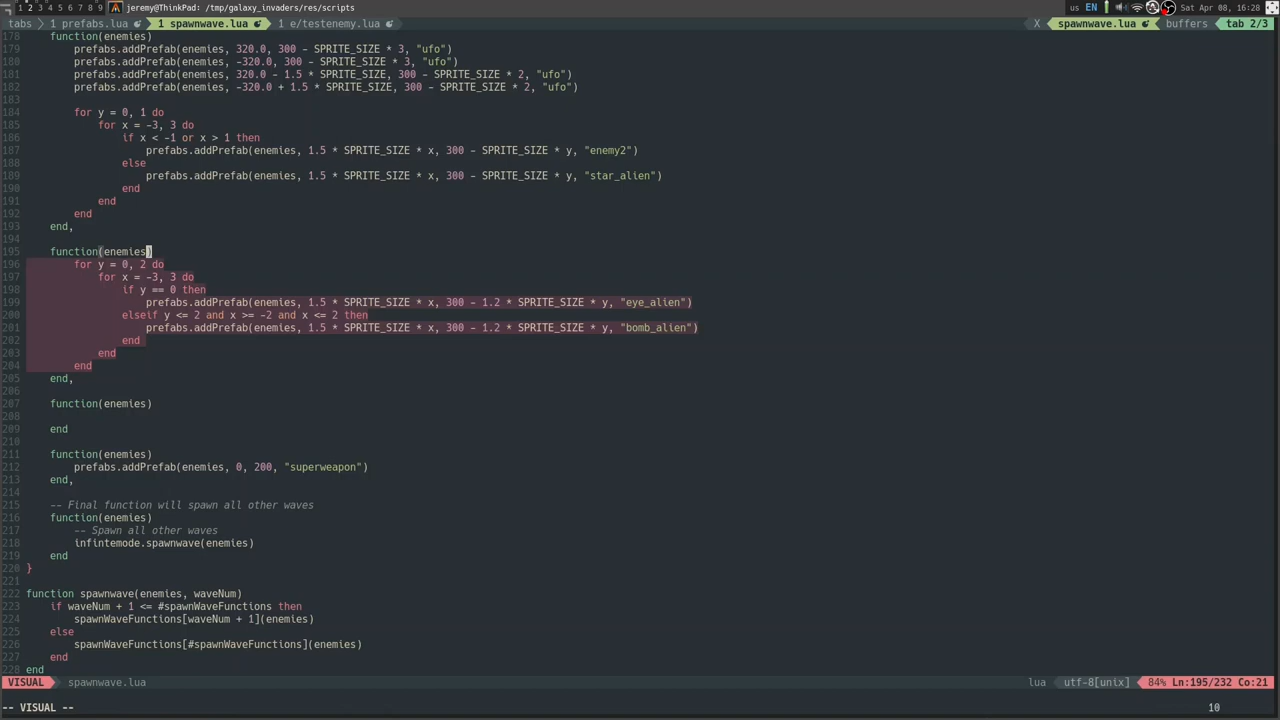 1 2 3 4 5 6 7 8 9 jeremy@ThinkPad: /tmp/galaxy_invaders/res/scripts us EN Sat Apr 08, 16:28
tabs 1 prefabs.lua 1 spawnwave.lua 1 e/testenemy.lua X spawnwave.lua buffers tab 2/3
178 function(enemies)
179 prefabs.addPrefab(enemies, 320.0, 300 - SPRITE_SIZE * 3, "ufo")
180 prefabs.addPrefab(enemies, -320.0, 300 - SPRITE_SIZE * 3, "ufo")
181 prefabs.addPrefab(enemies, 320.0 - 1.5 * SPRITE_SIZE, 300 - SPRITE_SIZE * 2, "ufo")
182 prefabs.addPrefab(enemies, -320.0 + 1.5 * SPRITE_SIZE, 300 - SPRITE_SIZE * 2, "ufo")
183
184 for y = 0, 1 do
185 for x = -3, 3 do
186 if x < -1 or x > 1 then
187 prefabs.addPrefab(enemies, 1.5 * SPRITE_SIZE * x, 300 - SPRITE_SIZE * y, "enemy2")
188 else
189 prefabs.addPrefab(enemies, 1.5 * SPRITE_SIZE * x, 300 - SPRITE_SIZE * y, "star_alien")
190 end
191 end
192 end
193 end,
194
195 function(enemies)
196 for y = 0, 2 do
197 for x = -3, 3 do
198 if y == 0 then
199 prefabs.addPrefab(enemies, 1.5 * SPRITE_SIZE * x, 300 - 1.2 * SPRITE_SIZE * y, "eye_alien")
200 elseif y <= 2 and x >= -2 and x <= 2 then
201 prefabs.addPrefab(enemies, 1.5 * SPRITE_SIZE * x, 300 - 1.2 * SPRITE_SIZE * y, "bomb_alien")
202 end
203 end
204 end
205 end,
206
207 function(enemies)
208
209 end
210
211 function(enemies)
212 prefabs.addPrefab(enemies, 0, 200, "superweapon")
213 end,
214
215 -- Final function will spawn all other waves
216 function(enemies)
217 -- Spawn all other waves
218 infintemode.spawnwave(enemies)
219 end
220 }
221
222 function spawnwave(enemies, waveNum)
223 if waveNum + 1 <= #spawnWaveFunctions then
224 spawnWaveFunctions[waveNum + 1](enemies)
225 else
226 spawnWaveFunctions[#spawnWaveFunctions](enemies)
227 end
228 end
VISUAL spawnwave.lua lua utf-8[unix] 84% Ln:195/232 Co:21
-- VISUAL -- 10